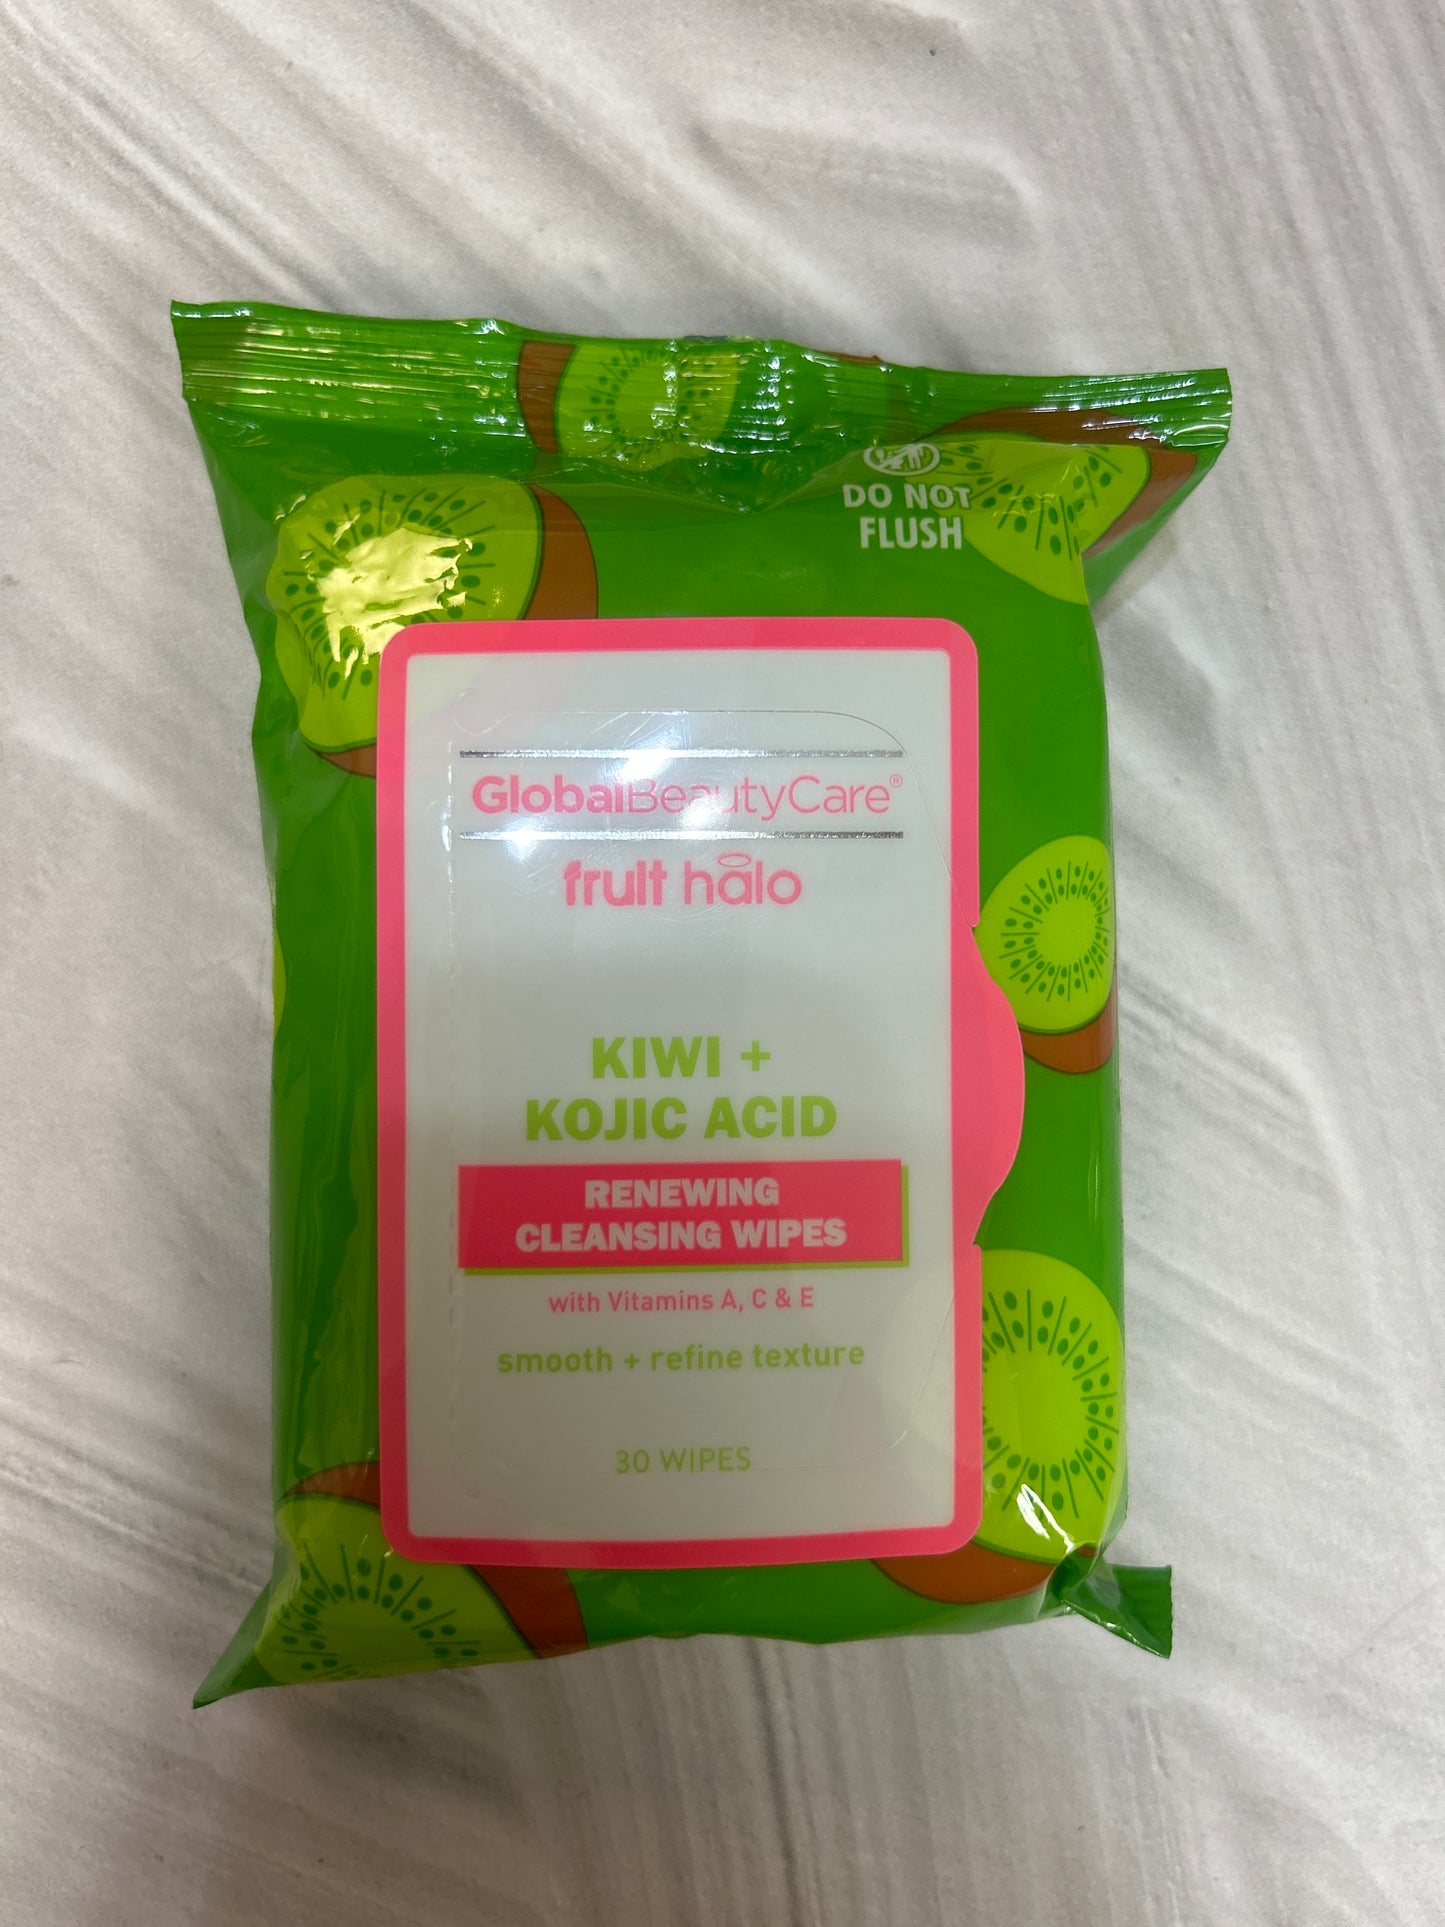 DO NOT
FLUSH
GlobalBeautyCare®
fruit halo
KIWI +
KOJIC ACID
RENEWING
CLEANSING WIPES
with Vitamins A, C & E
smooth + refine texture
30 WIPES